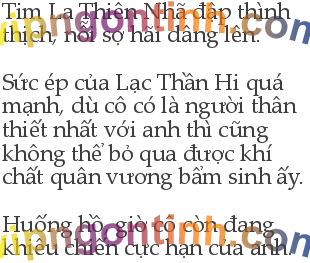 Tim La Thiên Nhã đập thình
thịch, nỗi sợ hãi dâng lên.
Sức ép của Lạc Thần Hi quá
mạnh, dù cô có là người thân
thiết nhất với anh thì cũng
không thể bỏ qua được khí
chất quân vương bẩm sinh ấy.
Huống hồ, giờ cô còn đang
khiêu chiến cực hạn của anh.